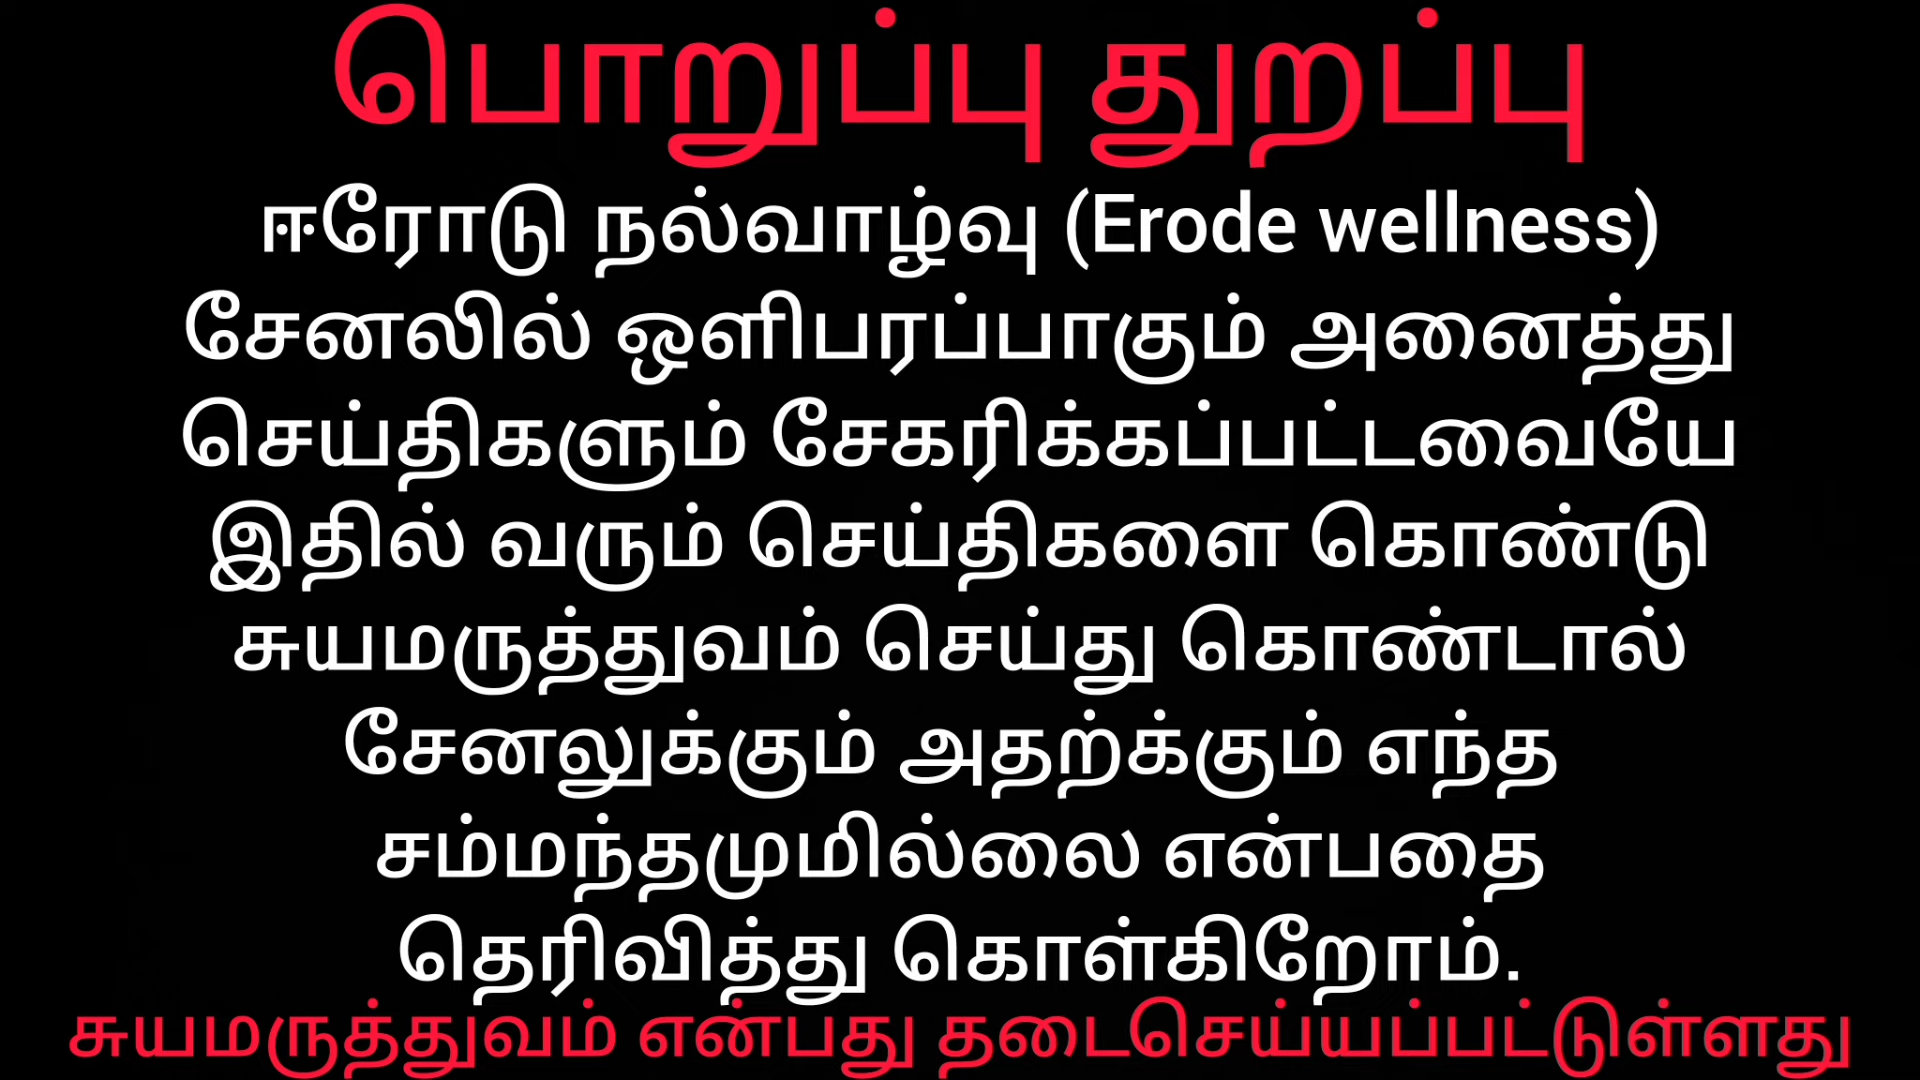 பொறுப்பு துறப்பு
ஈரோடு நல்வாழ்வு (Erode wellness)
சேனலில் ஒளிபரப்பாகும் அனைத்து
செய்திகளும் சேகரிக்கப்பட்டவையே
இதில் வரும் செய்திகளை கொண்டு
சுயமருத்துவம் செய்து கொண்டால்
சேனலுக்கும் அதற்க்கும் எந்த
சம்மந்தமுமில்லை என்பதை
தெரிவித்து கொள்கிறோம்.
சுயமருத்துவம் என்பது தடைசெய்யப்பட்டுள்ளது